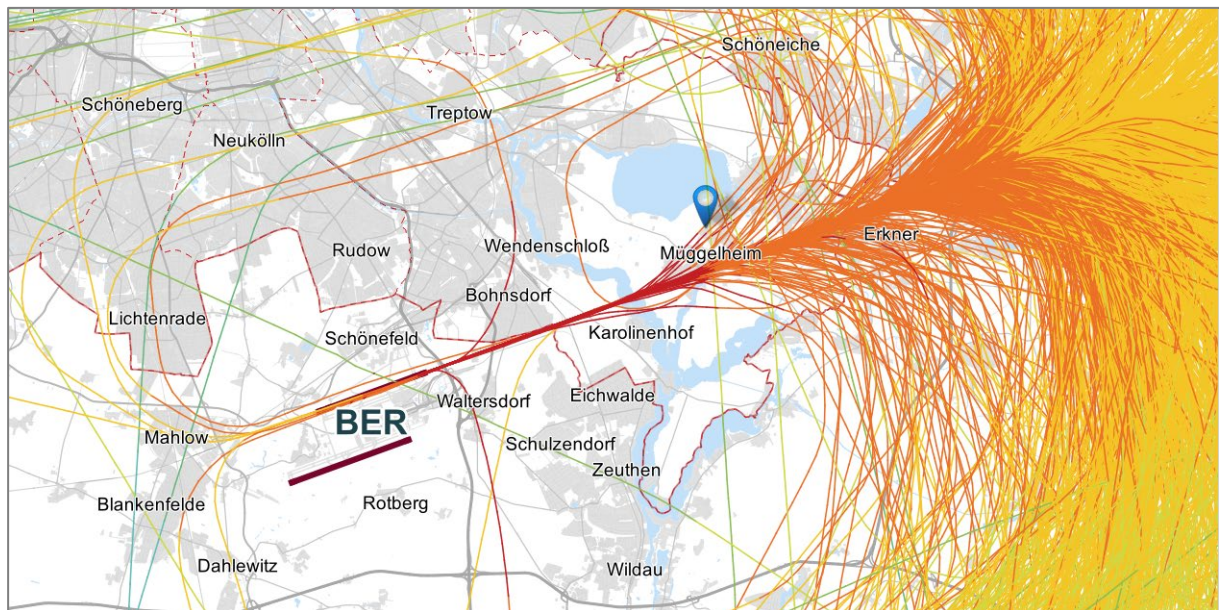 Schöneiche
Schöneberg
Treptow
Neukölln
Erkner
Wendenschloß
Rudow
Müggelheim
Bohnsdorf
Lichtenrade
Schönefeld
Karolinenhof
Eichwalde
Waltersdorf
BER
Mahlow
Schulzendorf
Zeuthen
Blankenfelde
Rotberg
Dahlewitz
Wildau